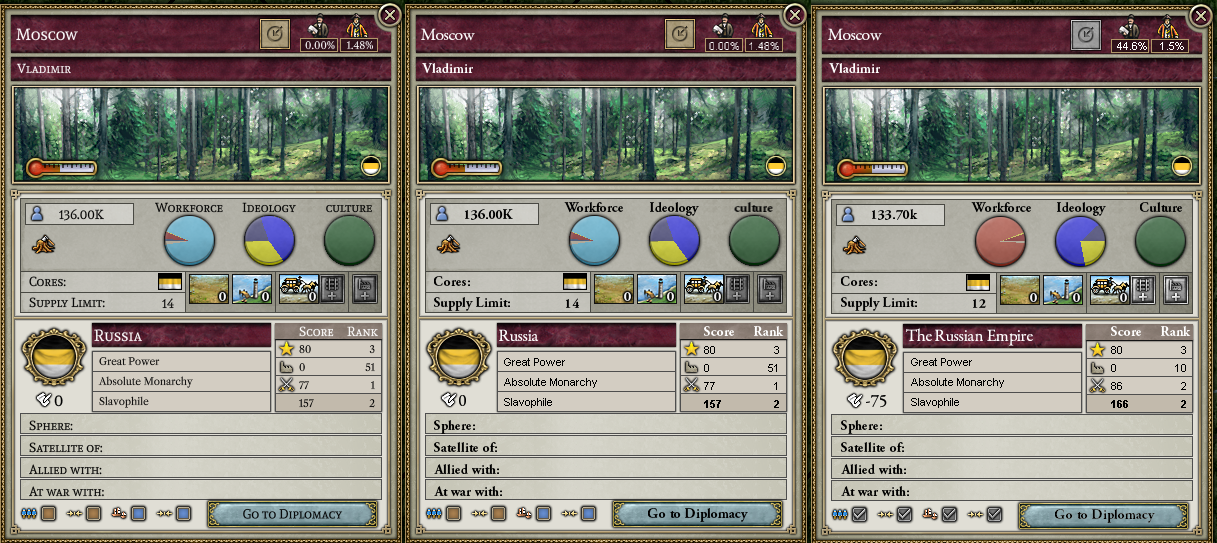 Moscow
0.00% 1.48%
Vladimir
136.00K
Workforce Ideology culture
Cores:
0 0 0
Supply Limit: 14
Russia
Score Rank
80 3
Great Power
0 51
Absolute Monarchy
77 1
0
Slavophile
157 2
Sphere:
Satellite of:
Allied with:
At war with:
Go to Diplomacy
Moscow
0.00% 1.48%
Vladimir
136.00K
Workforce Ideology culture
Cores:
0 0 0
Supply Limit: 14
Russia
Score Rank
80 3
Great Power
0 51
Absolute Monarchy
77 1
0
Slavophile
157 2
Sphere:
Satellite of:
Allied with:
At war with:
Go to Diplomacy
Moscow
44.6% 1.5%
Vladimir
133.70k
Workforce Ideology Culture
Cores:
0 0 0
Supply Limit: 12
The Russian Empire
Score Rank
80 3
Great Power
0 10
Absolute Monarchy
86 2
-75
Slavophile
166 2
Sphere:
Satellite of:
Allied with:
At war with:
Go to Diplomacy